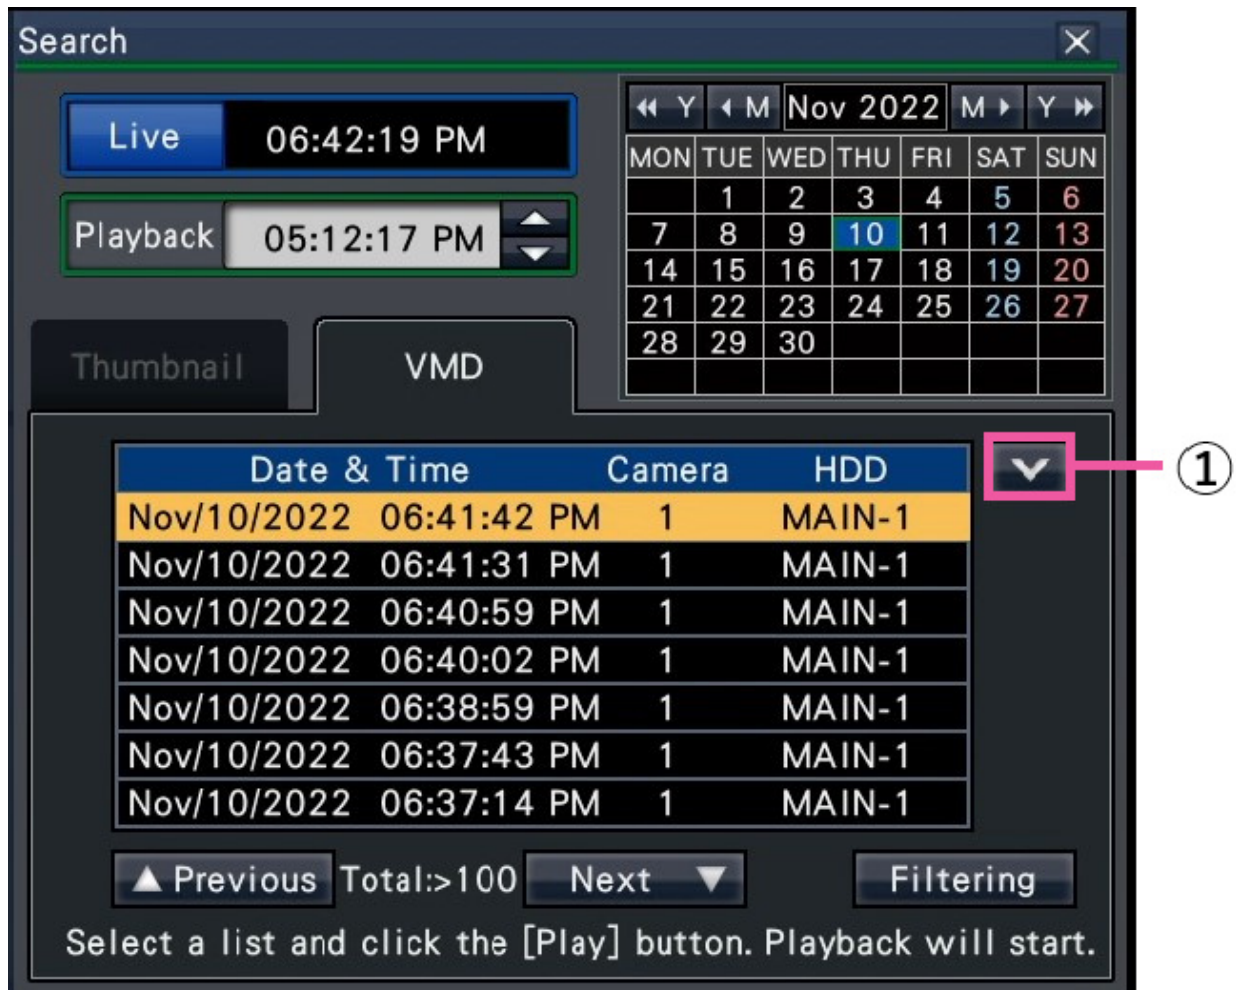 Search
Live 06:42:19 PM
Playback 05:12:17 PM
Y M Nov 2022 M Y
MON TUE WED THU FRI SAT SUN
1 2 3 4 5 6
7 8 9 10 11 12 13
14 15 16 17 18 19 20
21 22 23 24 25 26 27
28 29 30
Thumbnail VMD
Date & Time Camera HDD
Nov/10/2022 06:41:42 PM 1 MAIN-1
Nov/10/2022 06:41:31 PM 1 MAIN-1
Nov/10/2022 06:40:59 PM 1 MAIN-1
Nov/10/2022 06:40:02 PM 1 MAIN-1
Nov/10/2022 06:38:59 PM 1 MAIN-1
Nov/10/2022 06:37:43 PM 1 MAIN-1
Nov/10/2022 06:37:14 PM 1 MAIN-1
①
Previous Total:>100 Next Filtering
Select a list and click the [Play] button. Playback will start.